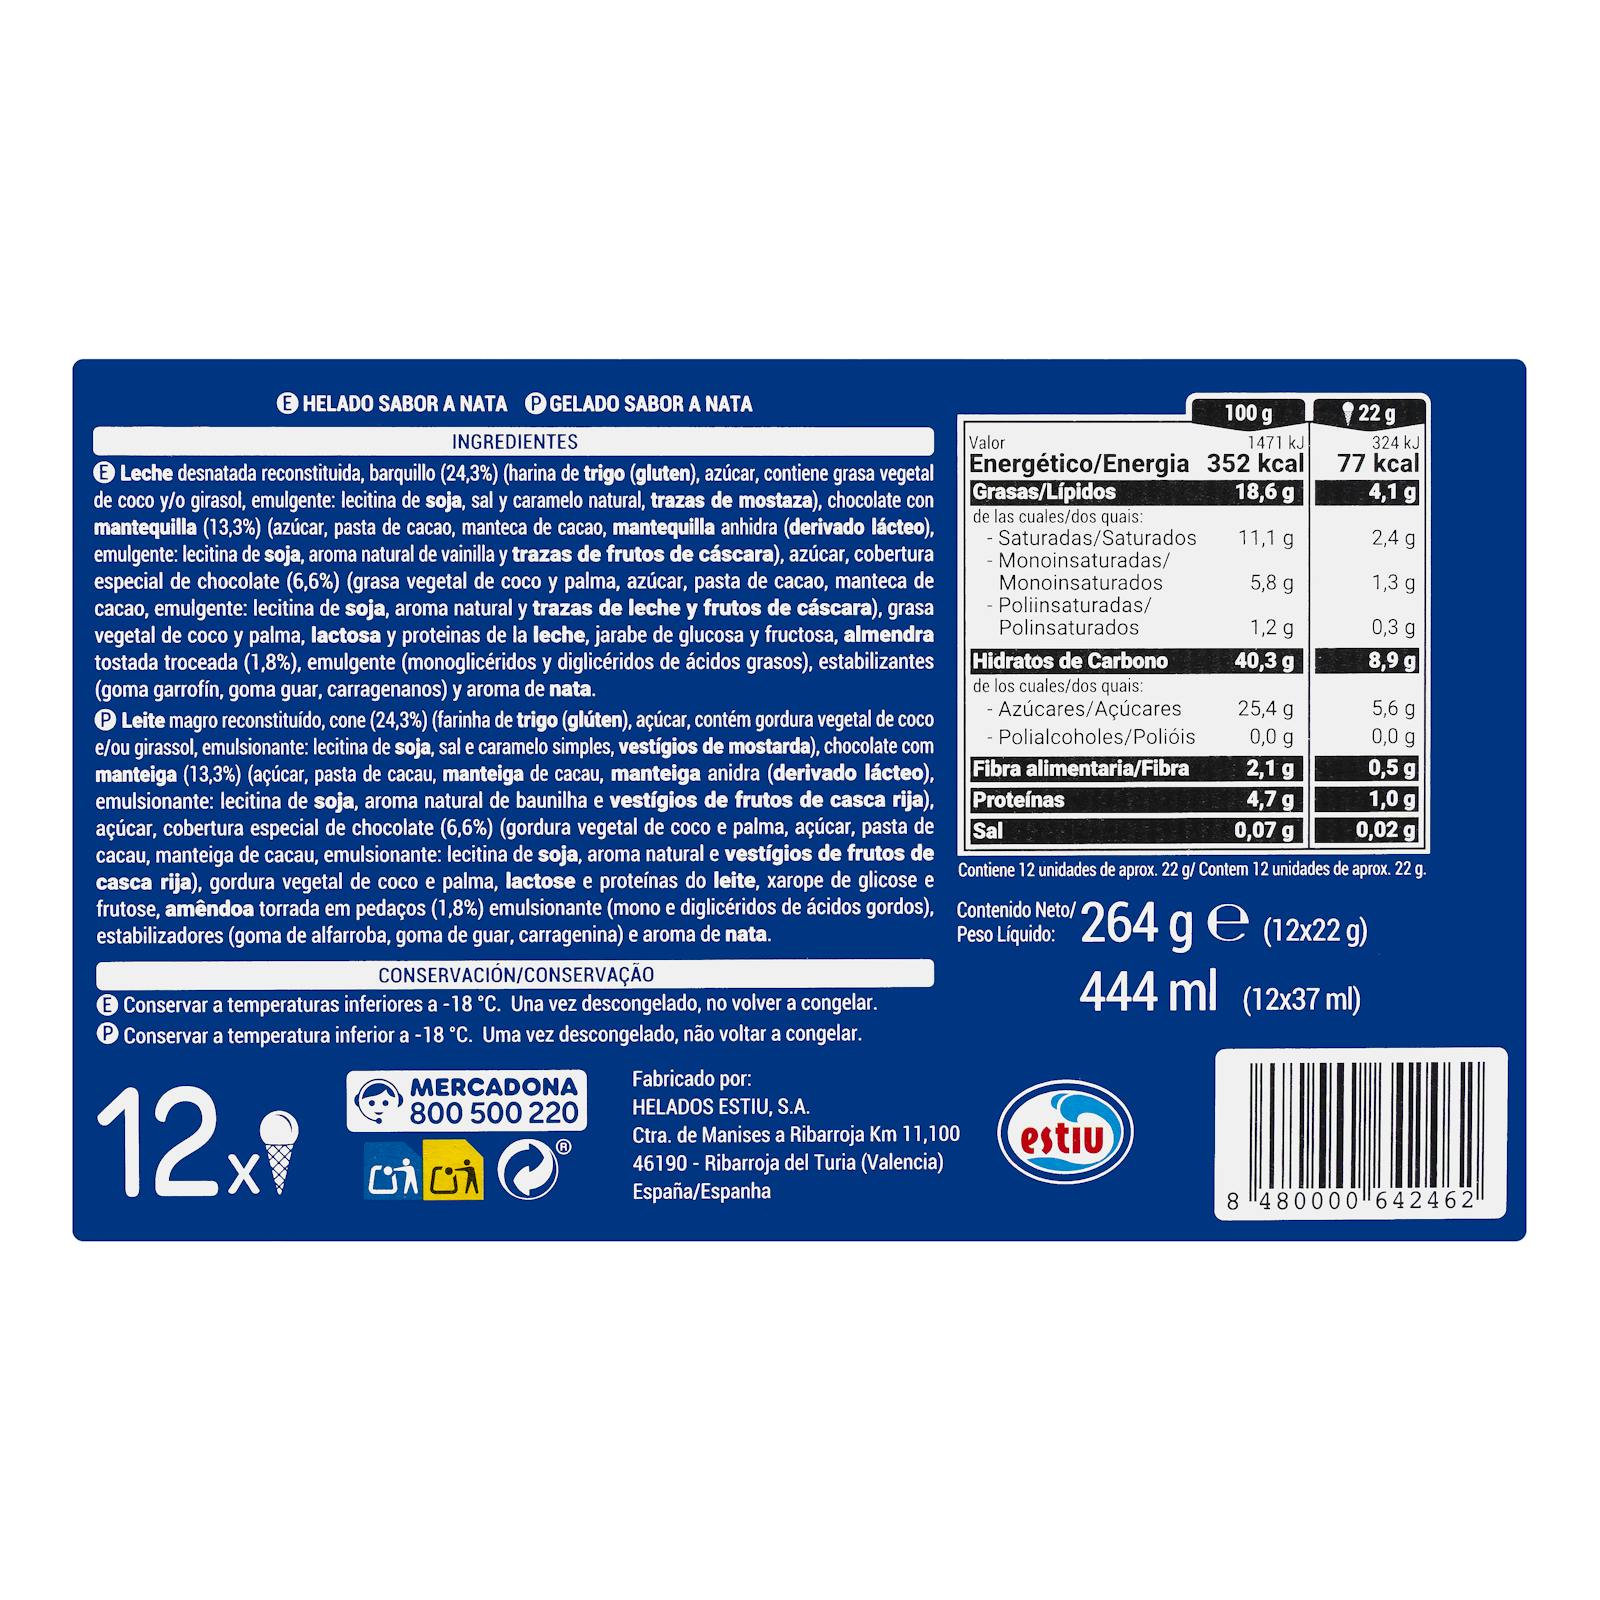 E HELADO SABOR A NATA P GELADO SABOR A NATA
INGREDIENTES
E Leche desnatada reconstituida, barquillo (24,3%) (harina de trigo (gluten), azúcar, contiene grasa vegetal
de coco y/o girasol, emulgente: lecitina de soja, sal y caramelo natural, trazas de mostaza), chocolate con
mantequilla (13,3%) (azúcar, pasta de cacao, manteca de cacao, mantequilla anhidra (derivado lácteo),
emulgente: lecitina de soja, aroma natural de vainilla y trazas de frutos de cáscara), azúcar, cobertura
especial de chocolate (6,6%) (grasa vegetal de coco y palma, azúcar, pasta de cacao, manteca de
cacao, emulgente: lecitina de soja, aroma natural y trazas de leche y frutos de cáscara), grasa
vegetal de coco y palma, lactosa y proteinas de la leche, jarabe de glucosa y fructosa, almendra
tostada troceada (1,8%), emulgente (monoglicéridos y diglicéridos de ácidos grasos), estabilizantes
(goma garrofín, goma guar, carragenanos) y aroma de nata.
P Leite magro reconstituído, cone (24,3%) (farinha de trigo (glúten), açúcar, contém gordura vegetal de coco
e/ou girassol, emulsionante: lecitina de soja, sal e caramelo simples, vestígios de mostarda), chocolate com
manteiga (13,3%) (açúcar, pasta de cacau, manteiga de cacau, manteiga anidra (derivado lácteo),
emulsionante: lecitina de soja, aroma natural de baunilha e vestígios de frutos de casca rija),
açúcar, cobertura especial de chocolate (6,6%) (gordura vegetal de coco e palma, açúcar, pasta de
cacau, manteiga de cacau, emulsionante: lecitina de soja, aroma natural e vestígios de frutos de
casca rija), gordura vegetal de coco e palma, lactose e proteínas do leite, xarope de glicose e
frutose, amêndoa torrada em pedaços (1,8%) emulsionante (mono e diglicéridos de ácidos gordos),
estabilizadores (goma de alfarroba, goma de guar, carragenina) e aroma de nata.
CONSERVACIÓN/CONSERVAÇÃO
E Conservar a temperaturas inferiores a -18 °C. Una vez descongelado, no volver a congelar.
P Conservar a temperatura inferior a -18 °C. Uma vez descongelado, não voltar a congelar.
12x
MERCADONA
800 500 220
®
Fabricado por:
HELADOS ESTIU, S.A.
Ctra. de Manises a Ribarroja Km 11,100
46190 - Ribarroja del Turia (Valencia)
España/Espanha
estiu
100 g 22 g
Valor 1471 kJ 324 kJ
Energético/Energia 352 kcal 77 kcal
Grasas/Lípidos 18,6 g 4,1 g
de las cuales/dos quais:
- Saturadas/Saturados 11,1 g 2,4 g
- Monoinsaturadas/
Monoinsaturados 5,8 g 1,3 g
- Poliinsaturadas/
Polinsaturados 1,2 g 0,3 g
Hidratos de Carbono 40,3 g 8,9 g
de los cuales/dos quais:
- Azúcares/Açúcares 25,4 g 5,6 g
- Polialcoholes/Polióis 0,0 g 0,0 g
Fibra alimentaria/Fibra 2,1 g 0,5 g
Proteínas 4,7 g 1,0 g
Sal 0,07 g 0,02 g
Contiene 12 unidades de aprox. 22 g/ Contem 12 unidades de aprox. 22 g.
Contenido Neto/
Peso Líquido: 264 g ℮ (12x22 g)
444 ml (12x37 ml)
8 480000 642462